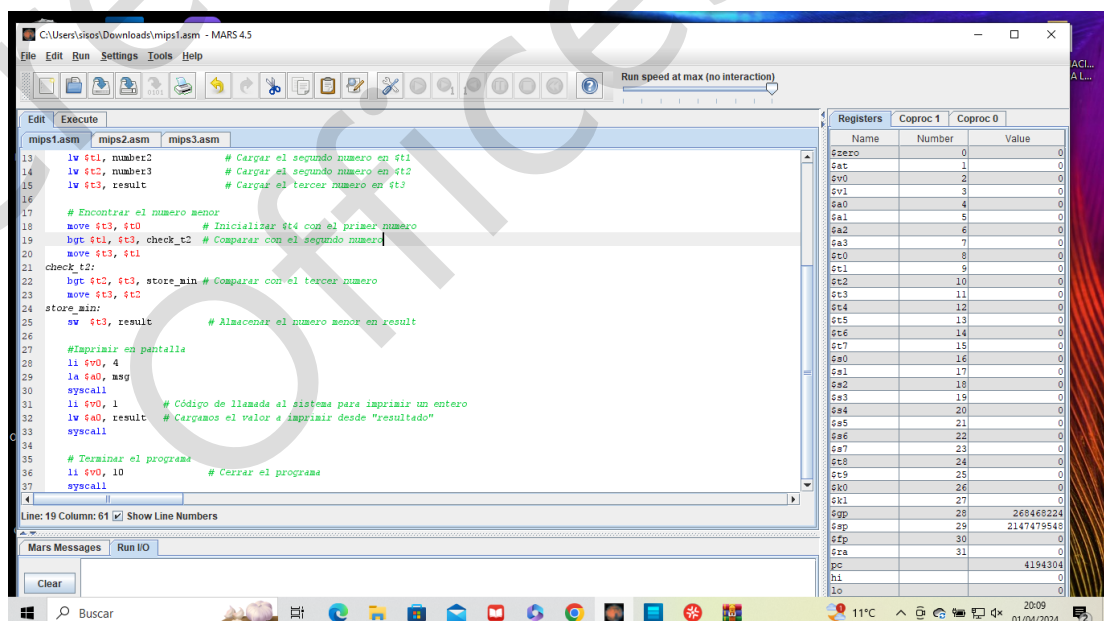 C:\Users\sisos\Downloads\mips1.asm - MARS 4.5
File Edit Run Settings Tools Help
Run speed at max (no interaction)
Edit Execute
mips1.asm mips2.asm mips3.asm
13 lw $t1, number2 # Cargar el segundo numero en $t1
14 lw $t2, number3 # Cargar el segundo numero en $t2
15 lw $t3, result # Cargar el tercer numero en $t3
16
17 # Encontrar el numero menor
18 move $t3, $t0 # Inicializar $t4 con el primer numero
19 bgt $t1, $t3, check_t2 # Comparar con el segundo numero
20 move $t3, $t1
21 check_t2:
22 bgt $t2, $t3, store_min # Comparar con el tercer numero
23 move $t3, $t2
24 store_min:
25 sw $t3, result # Almacenar el numero menor en result
26
27 #Imprimir en pantalla
28 li $v0, 4
29 la $a0, msg
30 syscall
31 li $v0, 1 # Código de llamada al sistema para imprimir un entero
32 lw $a0, result # Cargamos el valor a imprimir desde "resultado"
33 syscall
34
35 # Terminar el programa
36 li $v0, 10 # Cerrar el programa
37 syscall
Line: 19 Column: 61 Show Line Numbers
Mars Messages Run I/O
Clear
Registers Coproc 1 Coproc 0
Name Number Value
$zero 0 0
$at 1 0
$v0 2 0
$v1 3 0
$a0 4 0
$a1 5 0
$a2 6 0
$a3 7 0
$t0 8 0
$t1 9 0
$t2 10 0
$t3 11 0
$t4 12 0
$t5 13 0
$t6 14 0
$t7 15 0
$s0 16 0
$s1 17 0
$s2 18 0
$s3 19 0
$s4 20 0
$s5 21 0
$s6 22 0
$s7 23 0
$t8 24 0
$t9 25 0
$k0 26 0
$k1 27 0
$gp 28 268468224
$sp 29 2147479548
$fp 30 0
$ra 31 0
pc 4194304
hi 0
lo 0
Buscar
11°C
20:09
01/04/2024